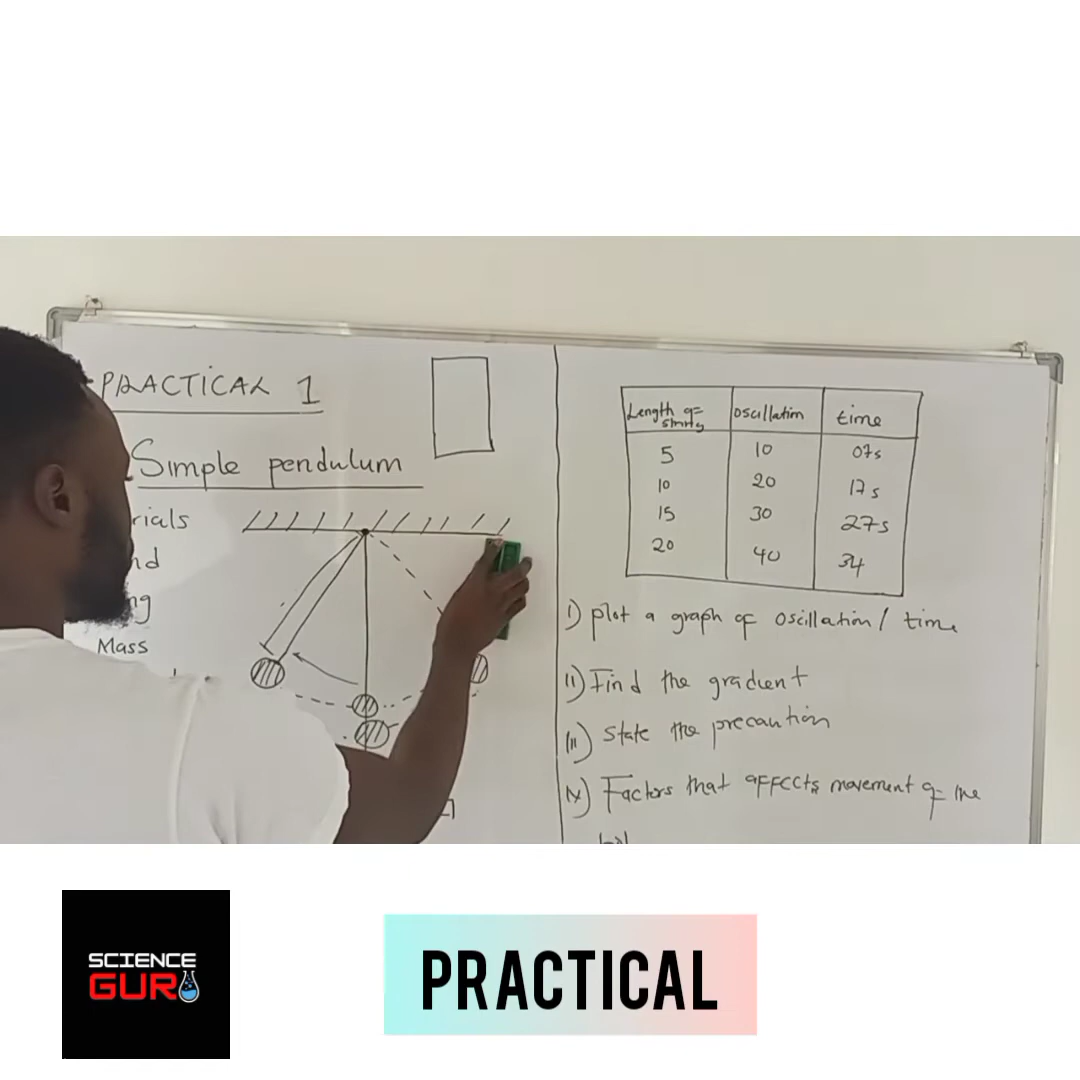 PRACTICAL 1
Simple pendulum
rials
Mass
Length of string
oscillation
time
5 10 07s
10 20 17s
15 30 27s
20 40 34
i) plot a graph of oscillation / time
ii) Find the gradient
iii) state the precaution
iv) Factors that affects movement of the
SCIENCE
GURU
PRACTICAL